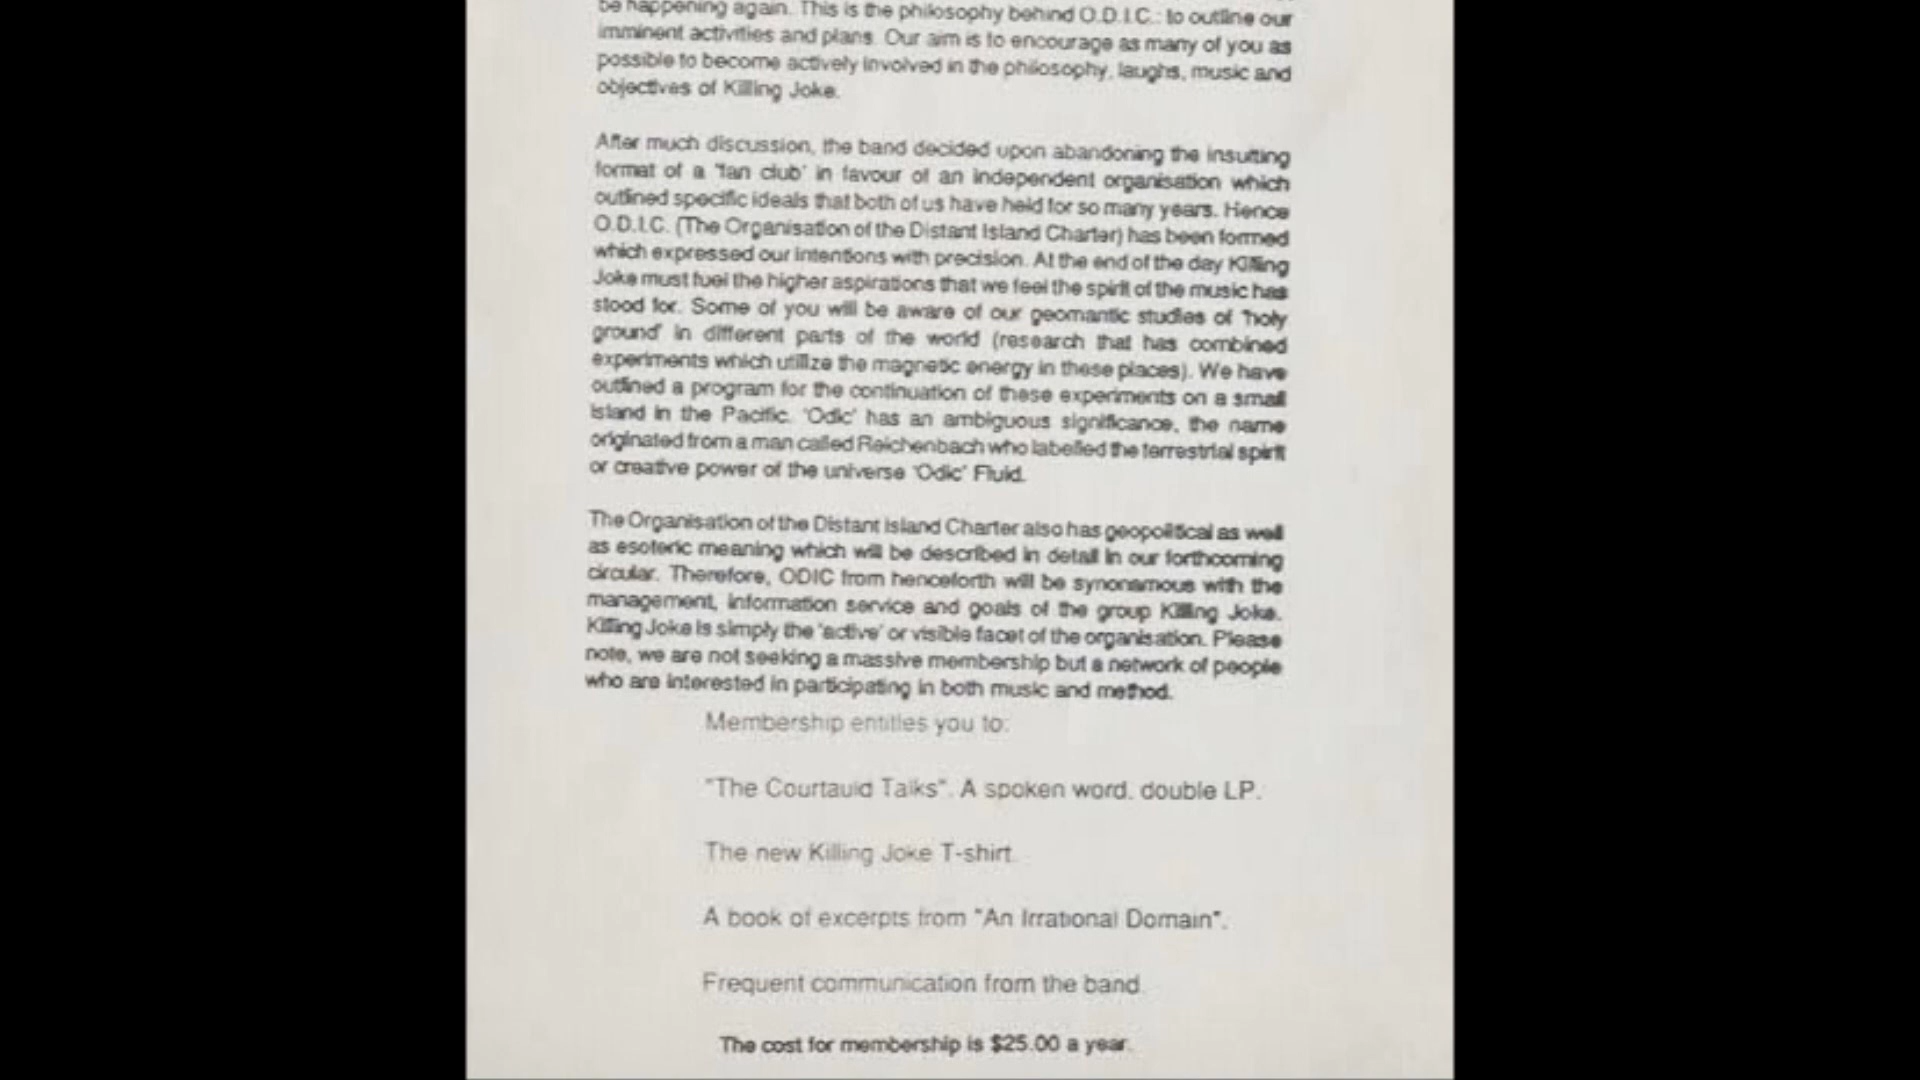 be happening again. This is the philosophy behind O.D.I.C.: to outline our
imminent activities and plans. Our aim is to encourage as many of you as
possible to become actively involved in the philosophy, laughs, music and
objectives of Killing Joke.
After much discussion, the band decided upon abandoning the insulting
format of a 'fan club' in favour of an independent organisation which
outlined specific ideals that both of us have held for so many years. Hence
O.D.I.C. (The Organisation of the Distant Island Charter) has been formed
which expressed our intentions with precision. At the end of the day Killing
Joke must fuel the higher aspirations that we feel the spirit of the music has
stood for. Some of you will be aware of our geomantic studies of 'holy
ground' in different parts of the world (research that has combined
experiments which utilize the magnetic energy in these places). We have
outlined a program for the continuation of these experiments on a small
island in the Pacific. 'Odic' has an ambiguous significance, the name
originated from a man called Reichenbach who labelled the terrestrial spirit
or creative power of the universe 'Odic' Fluid.
The Organisation of the Distant Island Charter also has geopolitical as well
as esoteric meaning which will be described in detail in our forthcoming
circular. Therefore, ODIC from henceforth will be synonamous with the
management, information service and goals of the group Killing Joke.
Killing Joke is simply the 'active' or visible facet of the organisation. Please
note, we are not seeking a massive membership but a network of people
who are interested in participating in both music and method.
Membership entitles you to:
"The Courtauld Talks". A spoken word, double LP.
The new Killing Joke T-shirt.
A book of excerpts from "An Irrational Domain".
Frequent communication from the band.
The cost for membership is $25.00 a year.